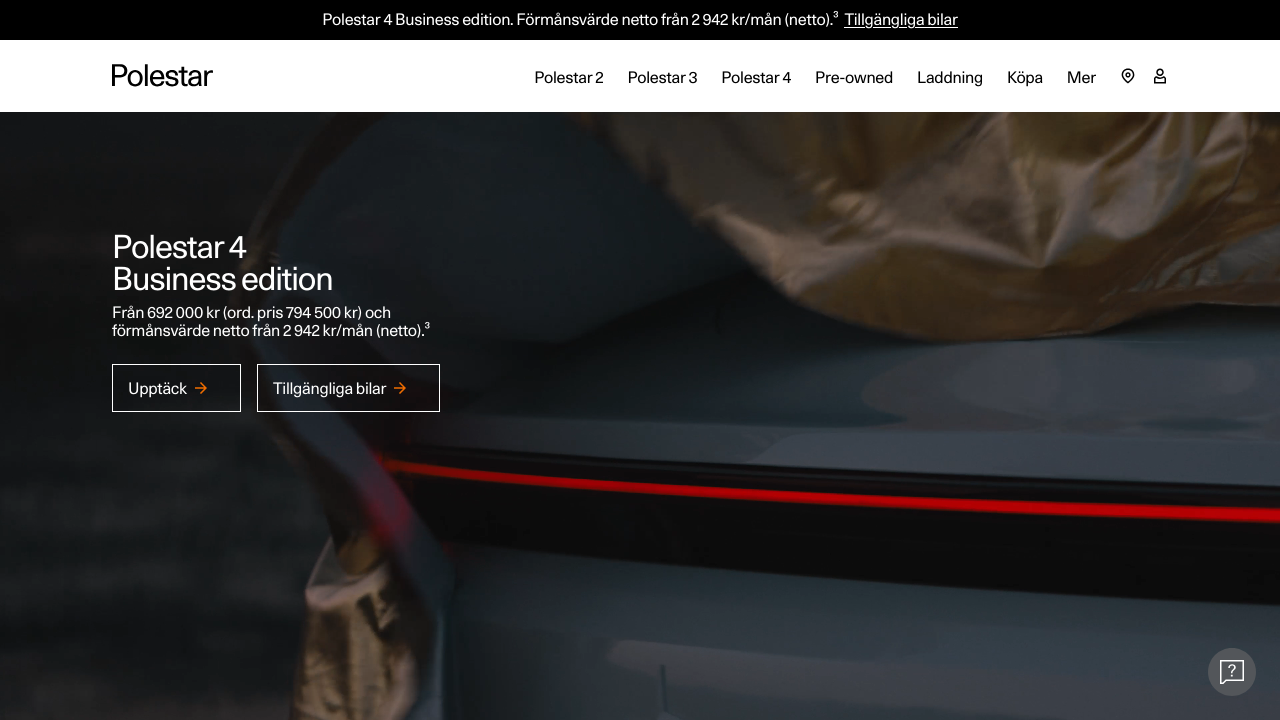 Polestar 4 Business edition. Förmånsvärde netto från 2 942 kr/mån (netto).³ Tillgängliga bilar
Polestar
Polestar 2
Polestar 3
Polestar 4
Pre-owned
Laddning
Köpa
Mer
Polestar 4
Business edition
Från 692 000 kr (ord. pris 794 500 kr) och
förmånsvärde netto från 2 942 kr/mån (netto).³
Upptäck
Tillgängliga bilar